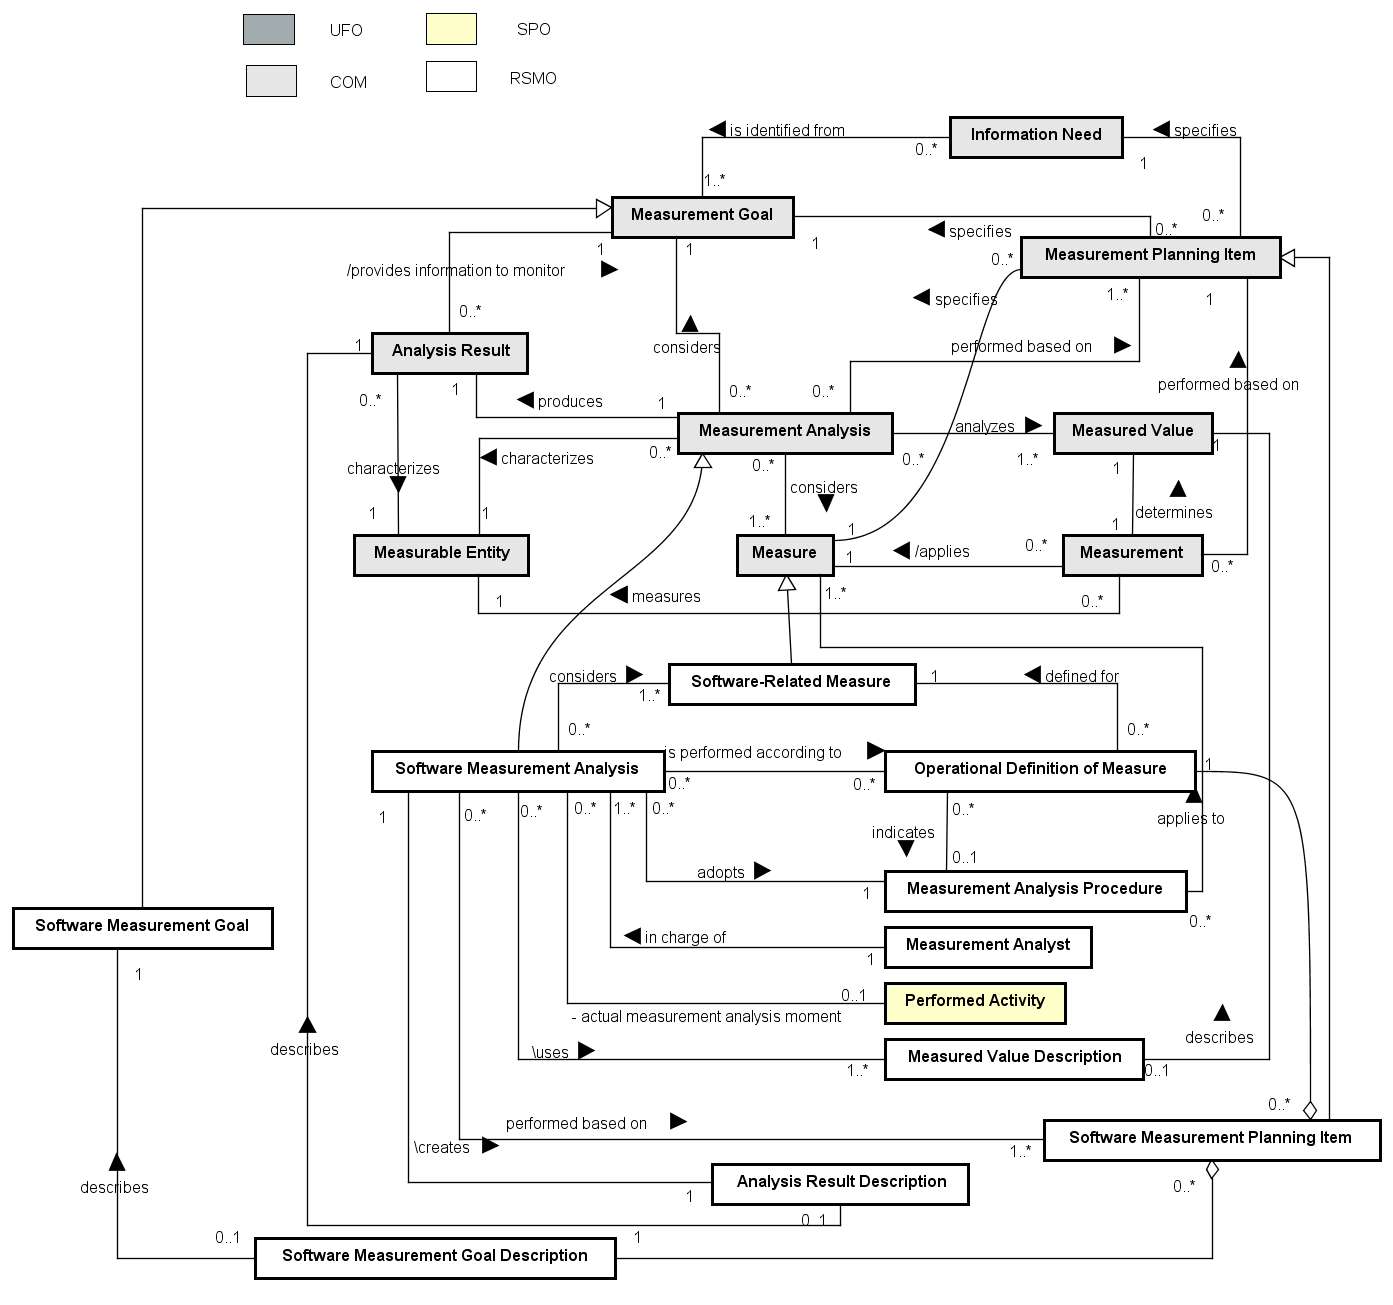 UFO
SPO
COM
RSMO
is identified from
Information Need
specifies
0..*
1
1..*
Measurement Goal
0..*
0..*
1
1
1
specifies
Measurement Planning Item
/provides information to monitor
0..*
1..*
1
specifies
0..*
1
Analysis Result
considers
performed based on
performed based on
0..*
1
produces
1
0..*
0..*
Measurement Analysis
analyzes
Measured Value
1
characterizes
characterizes
0..*
0..*
0..*
1..*
1
considers
determines
1
1
1..*
1
1
Measurable Entity
Measure
1
/applies
0..*
Measurement
0..*
1
measures
1..*
0..*
considers
1..*
Software-Related Measure
1
defined for
0..*
0..*
Software Measurement Analysis
is performed according to
0..*
0..*
Operational Definition of Measure
1
1
0..*
0..*
0..*
1..*
0..*
0..*
applies to
indicates
0..1
adopts
1
Measurement Analysis Procedure
0..*
Software Measurement Goal
1
in charge of
1
Measurement Analyst
0..1
Performed Activity
- actual measurement analysis moment
describes
\uses
1..*
Measured Value Description
0..1
describes
0..*
performed based on
Software Measurement Planning Item
\creates
1..*
describes
1
Analysis Result Description
0..*
0..1
0..1
Software Measurement Goal Description
1